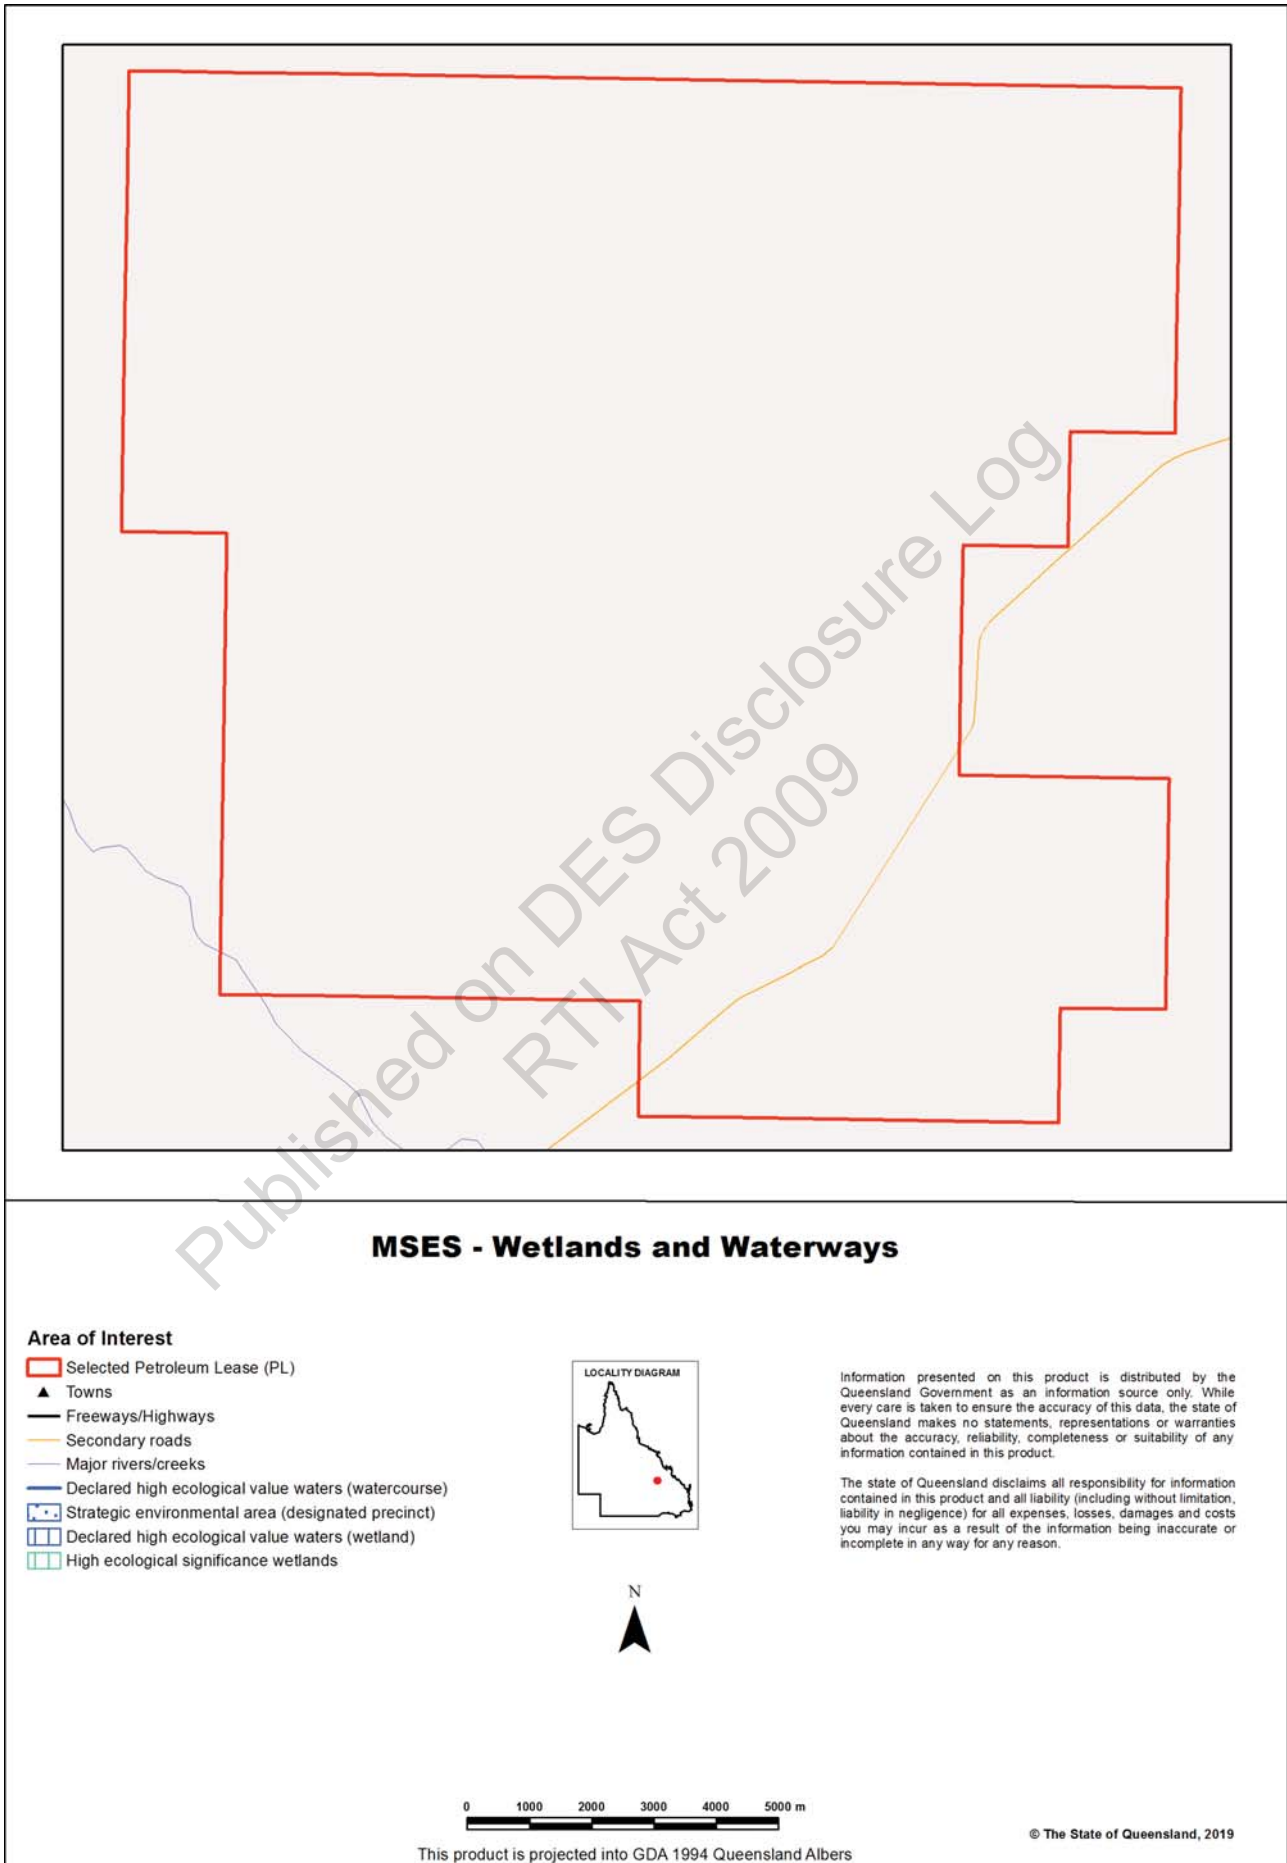 Published on DES Disclosure Log
RTI Act 2009
MSES - Wetlands and Waterways
Area of Interest
Selected Petroleum Lease (PL)
Towns
Freeways/Highways
Secondary roads
Major rivers/creeks
Declared high ecological value waters (watercourse)
Strategic environmental area (designated precinct)
Declared high ecological value waters (wetland)
High ecological significance wetlands
LOCALITY DIAGRAM
N
Information presented on this product is distributed by the
Queensland Government as an information source only. While
every care is taken to ensure the accuracy of this data, the state of
Queensland makes no statements, representations or warranties
about the accuracy, reliability, completeness or suitability of any
information contained in this product.
The state of Queensland disclaims all responsibility for information
contained in this product and all liability (including without limitation,
liability in negligence) for all expenses, losses, damages and costs
you may incur as a result of the information being inaccurate or
incomplete in any way for any reason.
0 1000 2000 3000 4000 5000 m
This product is projected into GDA 1994 Queensland Albers
© The State of Queensland, 2019